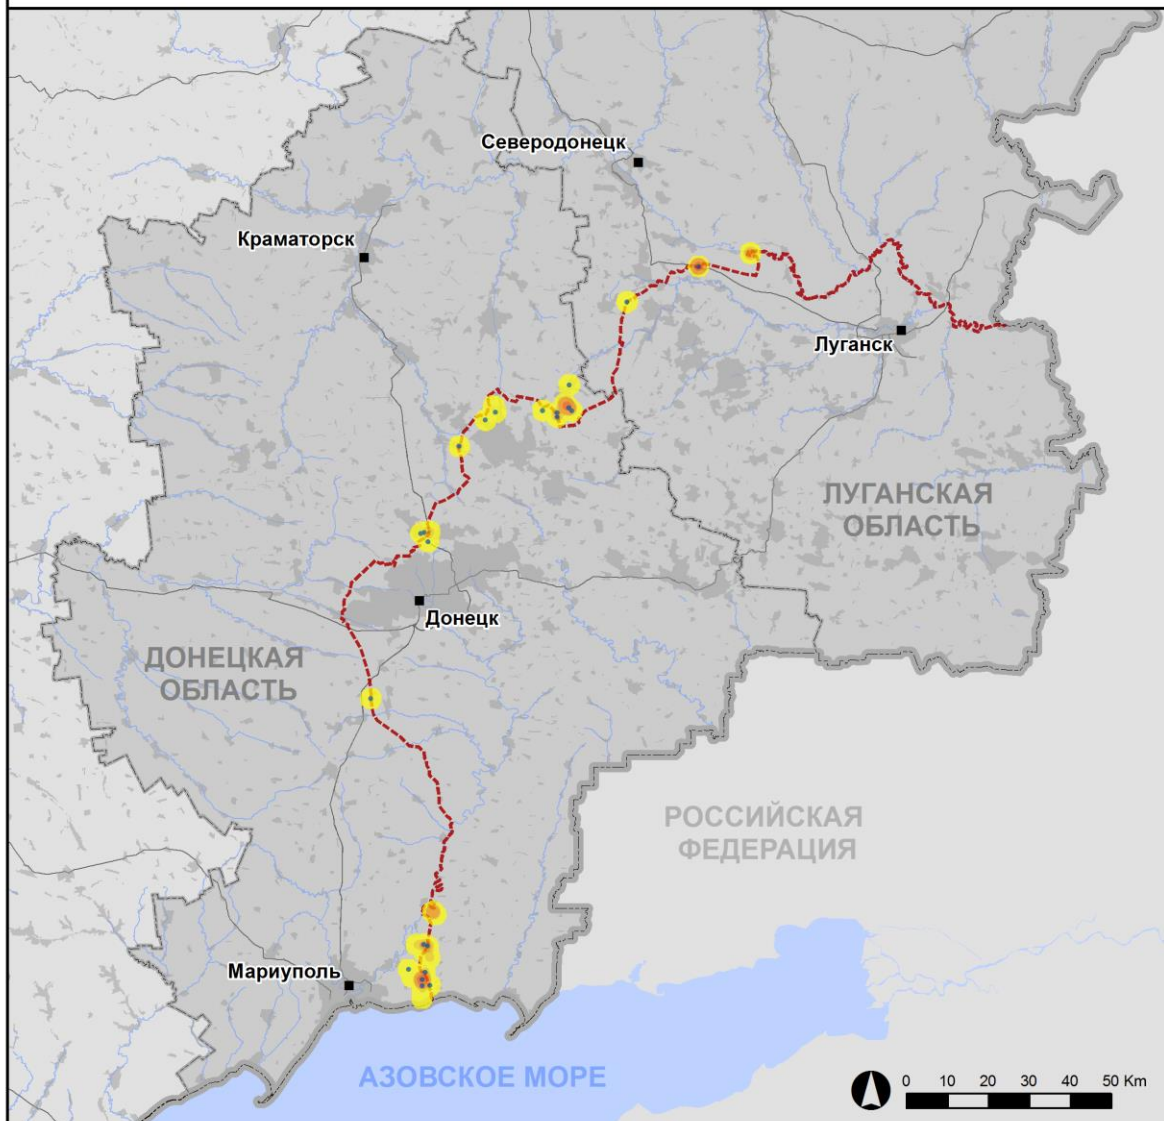 Северодонецк
Краматорск
Луганск
ЛУГАНСКАЯ
ОБЛАСТЬ
Донецк
ДОНЕЦКАЯ
ОБЛАСТЬ
РОССИЙСКАЯ
ФЕДЕРАЦИЯ
Мариуполь
АЗОВСКОЕ МОРЕ
0 10 20 30 40 50 Km